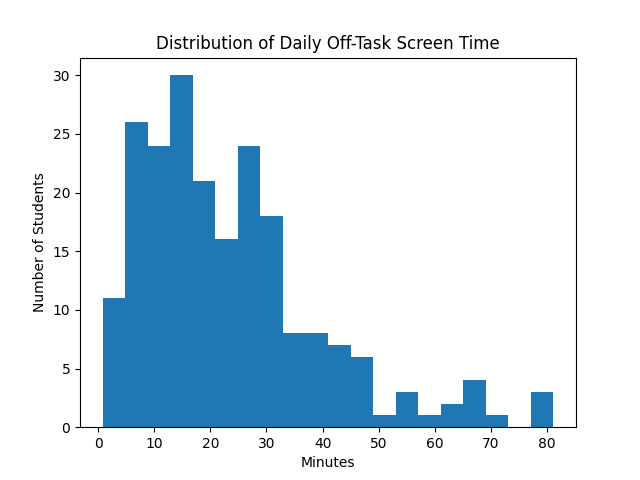 Distribution of Daily Off-Task Screen Time
30
25
20
15
10
5
0
Number of Students
0 10 20 30 40 50 60 70 80
Minutes